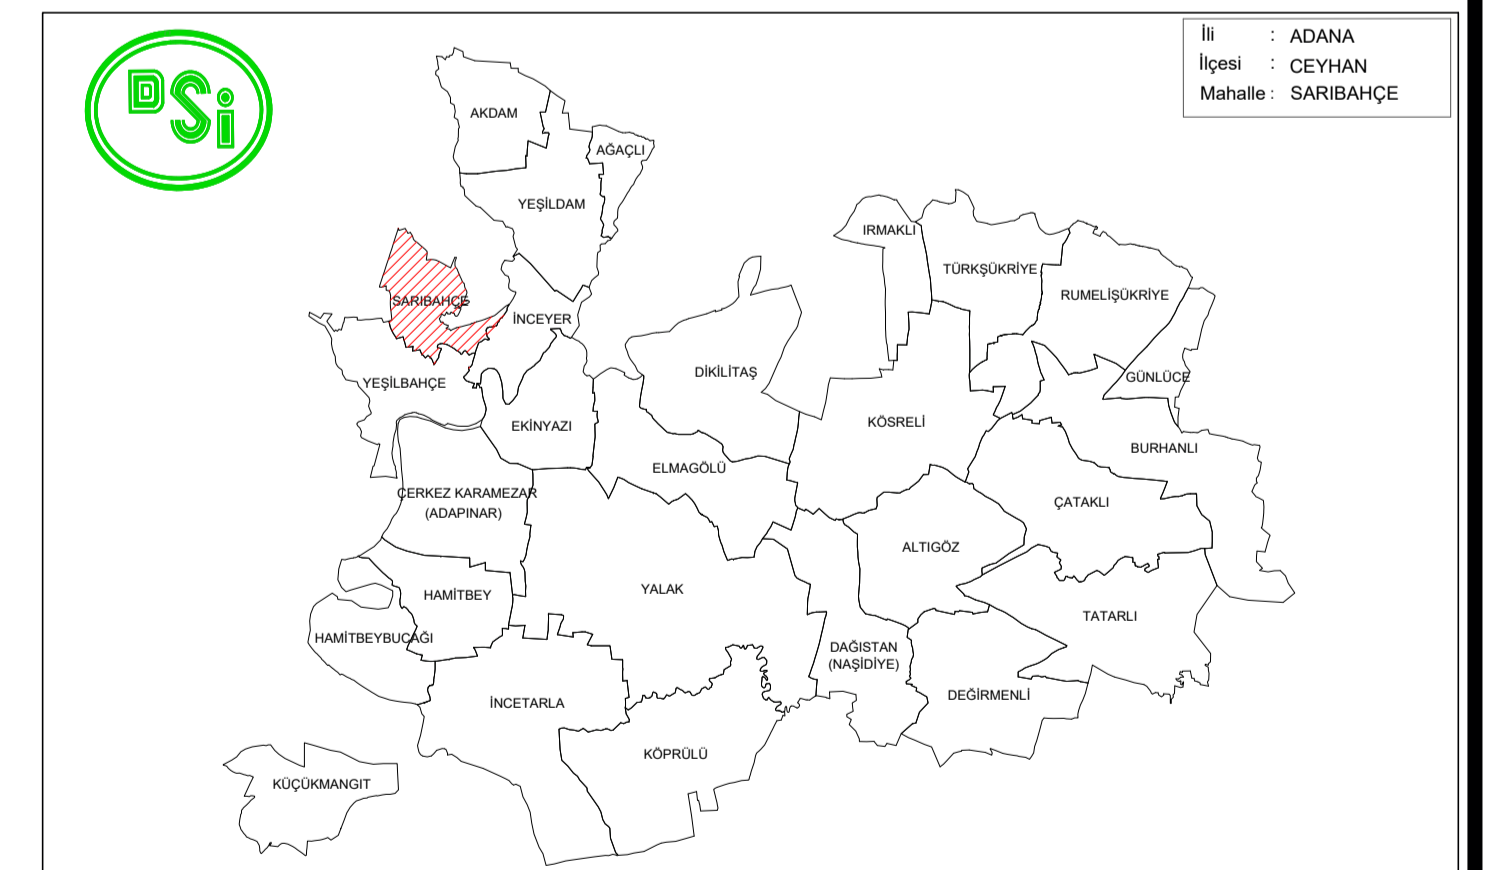 DSİ
İli : ADANA
İlçesi : CEYHAN
Mahalle : SARIBAHÇE
AKDAM
AĞAÇLI
YEŞİLDAM
IRMAKLI
TÜRKŞÜKRİYE
RUMELİŞÜKRİYE
SARIBAHÇE
İNCEYER
DİKİLİTAŞ
GÜNLÜCE
YEŞİLBAHÇE
EKİNYAZI
KÖSRELİ
BURHANLI
ELMAGÖLÜ
ÇERKEZ KARAMEZAR
(ADAPINAR)
ÇATAKLI
ALTIGÖZ
YALAK
HAMİTBEY
TATARLI
HAMİTBEYBUCAĞI
DAĞISTAN
(NAŞİDİYE)
DEĞİRMENLİ
İNCETARLA
KÖPRÜLÜ
KÜÇÜKMANGIT